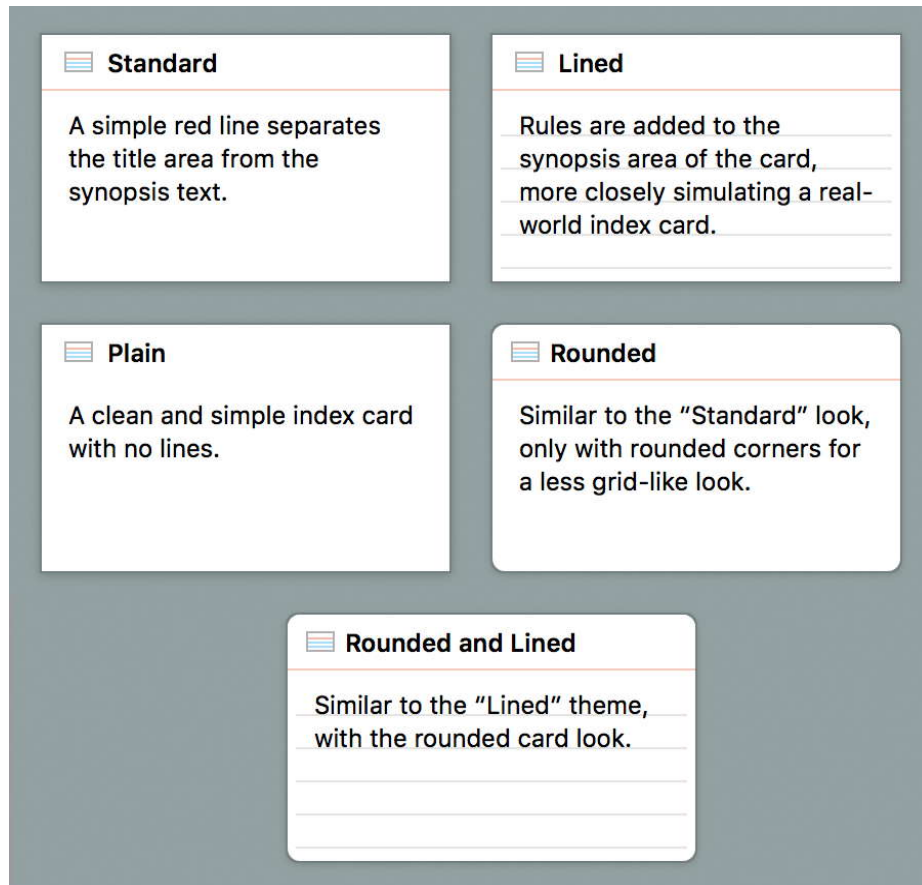 Standard
A simple red line separates
the title area from the
synopsis text.
Lined
Rules are added to the
synopsis area of the card,
more closely simulating a real-
world index card.
Plain
A clean and simple index card
with no lines.
Rounded
Similar to the “Standard” look,
only with rounded corners for
a less grid-like look.
Rounded and Lined
Similar to the “Lined” theme,
with the rounded card look.